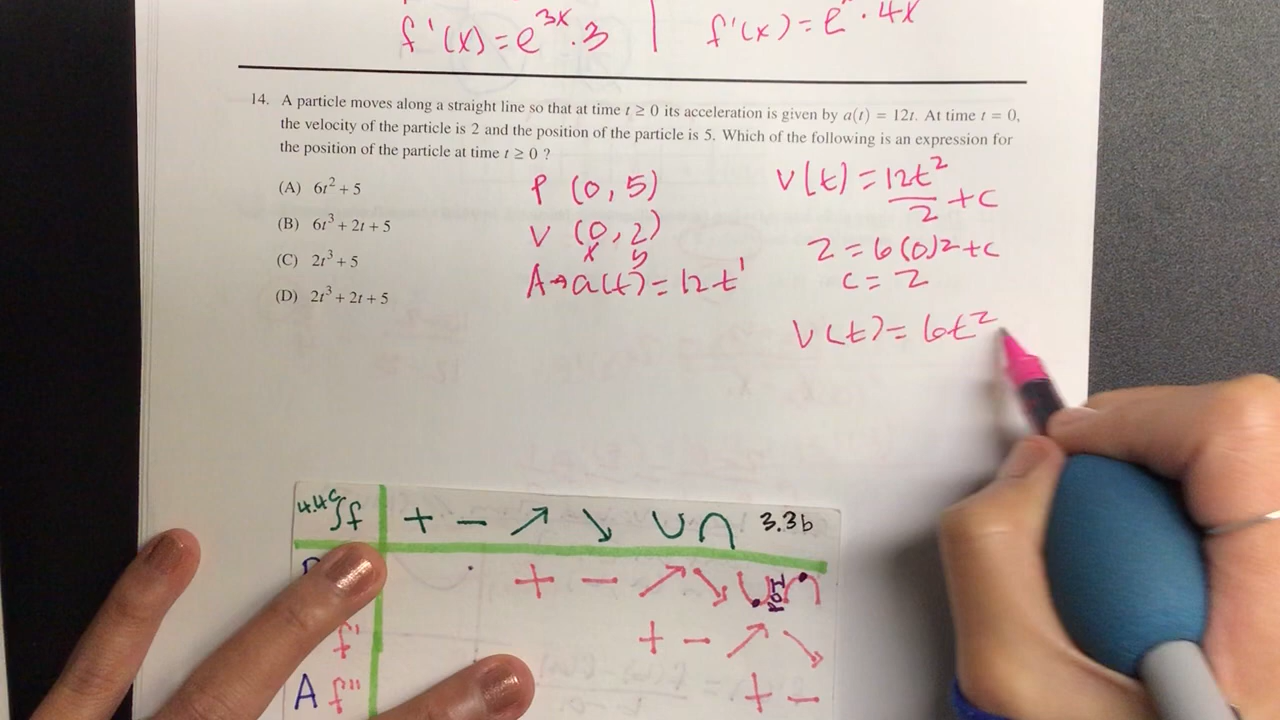 f'(x) = e^{3x} · 3 | f'(x) = e · 4x
14. A particle moves along a straight line so that at time t ≥ 0 its acceleration is given by a(t) = 12t. At time t = 0,
the velocity of the particle is 2 and the position of the particle is 5. Which of the following is an expression for
the position of the particle at time t ≥ 0 ?
(A) 6t² + 5
(B) 6t³ + 2t + 5
(C) 2t³ + 5
(D) 2t³ + 2t + 5
P (0, 5)
V (0, 2)
x y
A → a(t) = 12t¹
V(t) = 12t²/2 + C
2 = 6(0)2 + C
C = 2
V(t) = 6t²
4.4c ∫f + − ↗ ↘ ∪ ∩ 3.3b
+ − ↗ ↘ ∪ POI ∩
f' + − ↗ ↘
A f" + −